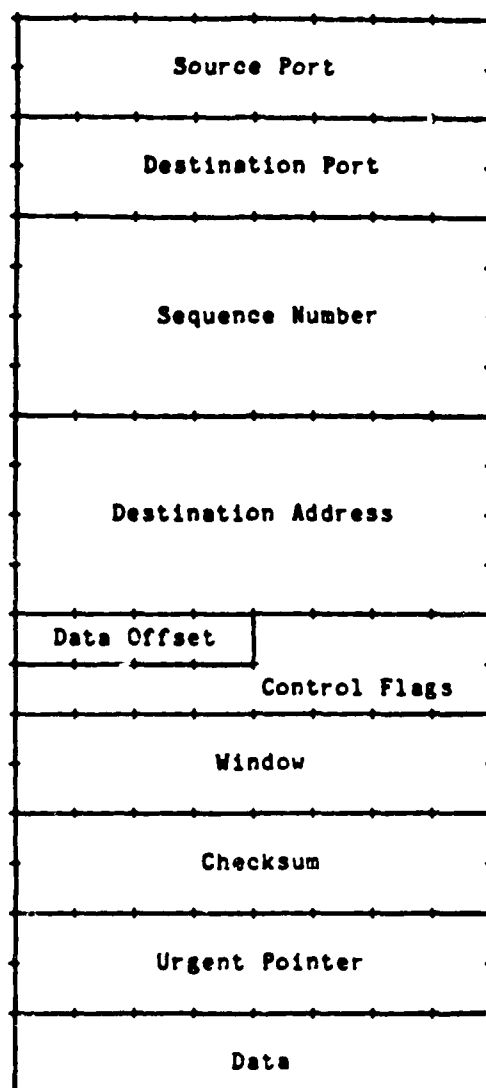 Source Port
Destination Port
Sequence Number
Destination Address
Data Offset
Control Flags
Window
Checksum
Urgent Pointer
Data